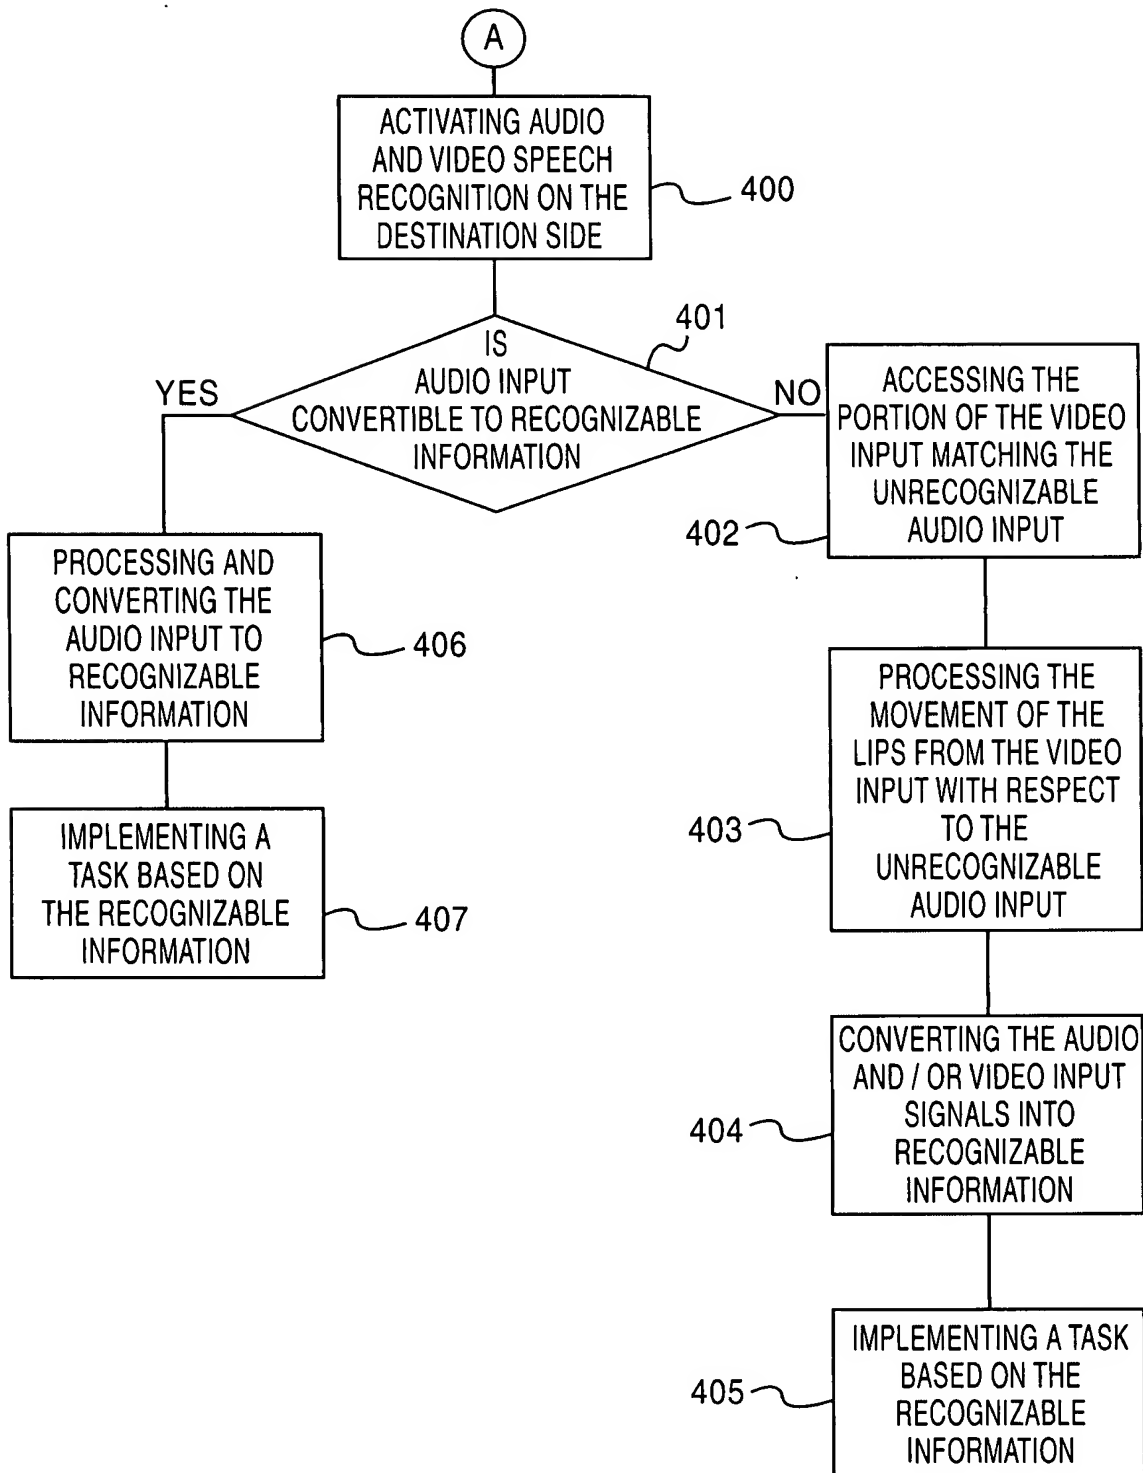 A
ACTIVATING AUDIO
AND VIDEO SPEECH
RECOGNITION ON THE
DESTINATION SIDE
400
IS
AUDIO INPUT
CONVERTIBLE TO RECOGNIZABLE
INFORMATION
401
YES
NO
ACCESSING THE
PORTION OF THE VIDEO
INPUT MATCHING THE
UNRECOGNIZABLE
AUDIO INPUT
402
PROCESSING AND
CONVERTING THE
AUDIO INPUT TO
RECOGNIZABLE
INFORMATION
406
PROCESSING THE
MOVEMENT OF THE
LIPS FROM THE VIDEO
INPUT WITH RESPECT
TO THE
UNRECOGNIZABLE
AUDIO INPUT
403
IMPLEMENTING A
TASK BASED ON
THE RECOGNIZABLE
INFORMATION
407
CONVERTING THE AUDIO
AND / OR VIDEO INPUT
SIGNALS INTO
RECOGNIZABLE
INFORMATION
404
IMPLEMENTING A TASK
BASED ON THE
RECOGNIZABLE
INFORMATION
405